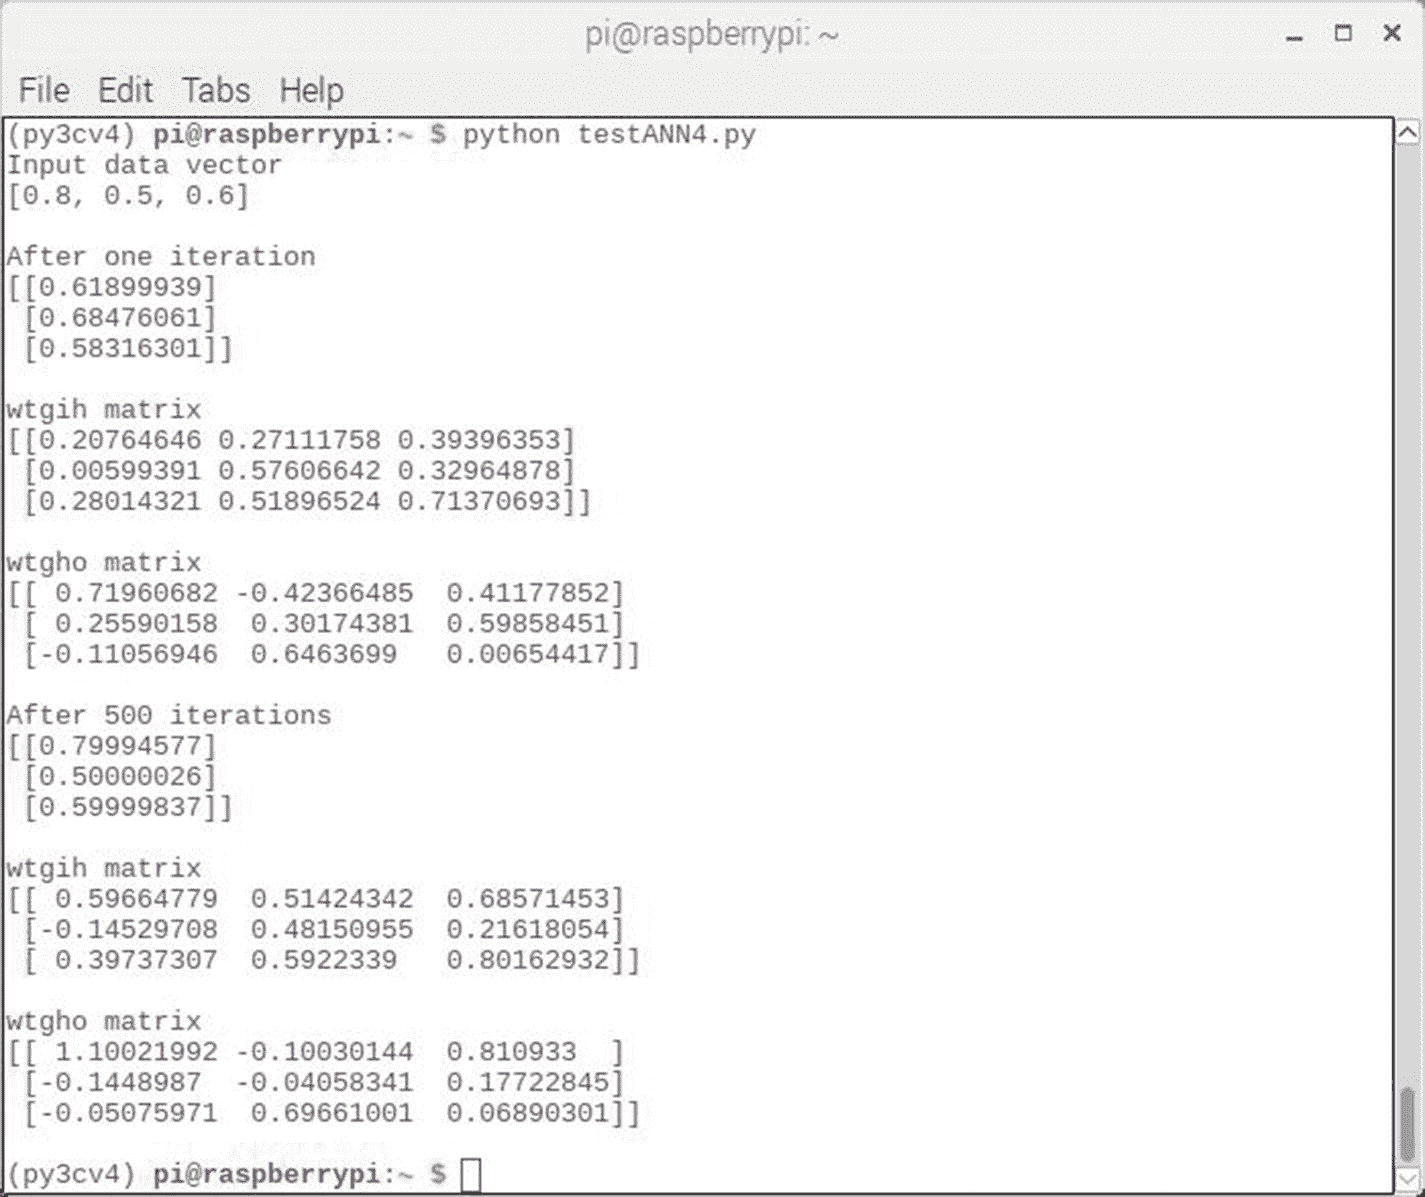 pi@raspberrypi: ~
File Edit Tabs Help
(py3cv4) pi@raspberrypi:~ $ python testANN4.py
Input data vector
[0.8, 0.5, 0.6]
After one iteration
[[0.61899939]
[0.68476061]
[0.58316301]]
wtgih matrix
[[0.20764646 0.27111758 0.39396353]
[0.00599391 0.57606642 0.32964878]
[0.28014321 0.51896524 0.71370693]]
wtgho matrix
[[ 0.71960682 -0.42366485  0.41177852]
[ 0.25590158  0.30174381  0.59858451]
[-0.11056946  0.6463699   0.00654417]]
After 500 iterations
[[0.79994577]
[0.50000026]
[0.59999837]]
wtgih matrix
[[ 0.59664779  0.51424342  0.68571453]
[-0.14529708  0.48150955  0.21618054]
[ 0.39737307  0.5922339   0.80162932]]
wtgho matrix
[[ 1.10021992 -0.10030144  0.810933  ]
[-0.1448987  -0.04058341  0.17722845]
[-0.05075971  0.69661001  0.06890301]]
(py3cv4) pi@raspberrypi:~ $